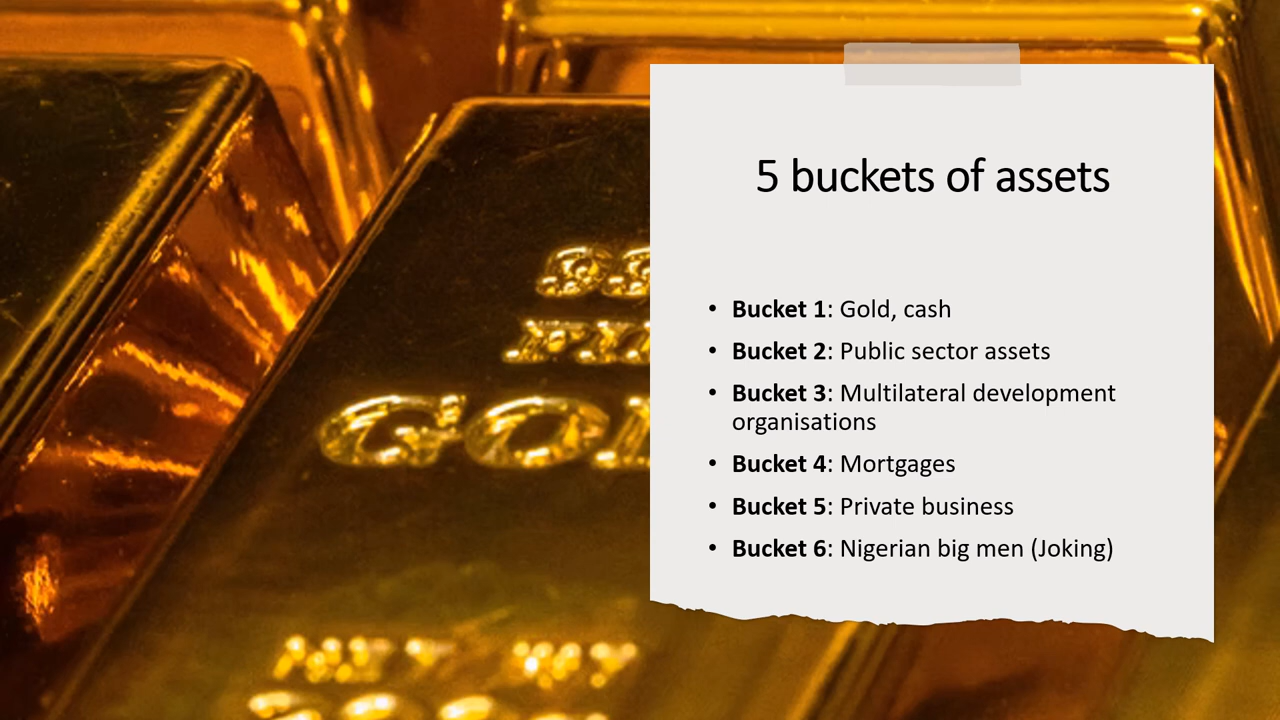 5 buckets of assets
• Bucket 1: Gold, cash
• Bucket 2: Public sector assets
• Bucket 3: Multilateral development
organisations
• Bucket 4: Mortgages
• Bucket 5: Private business
• Bucket 6: Nigerian big men (Joking)